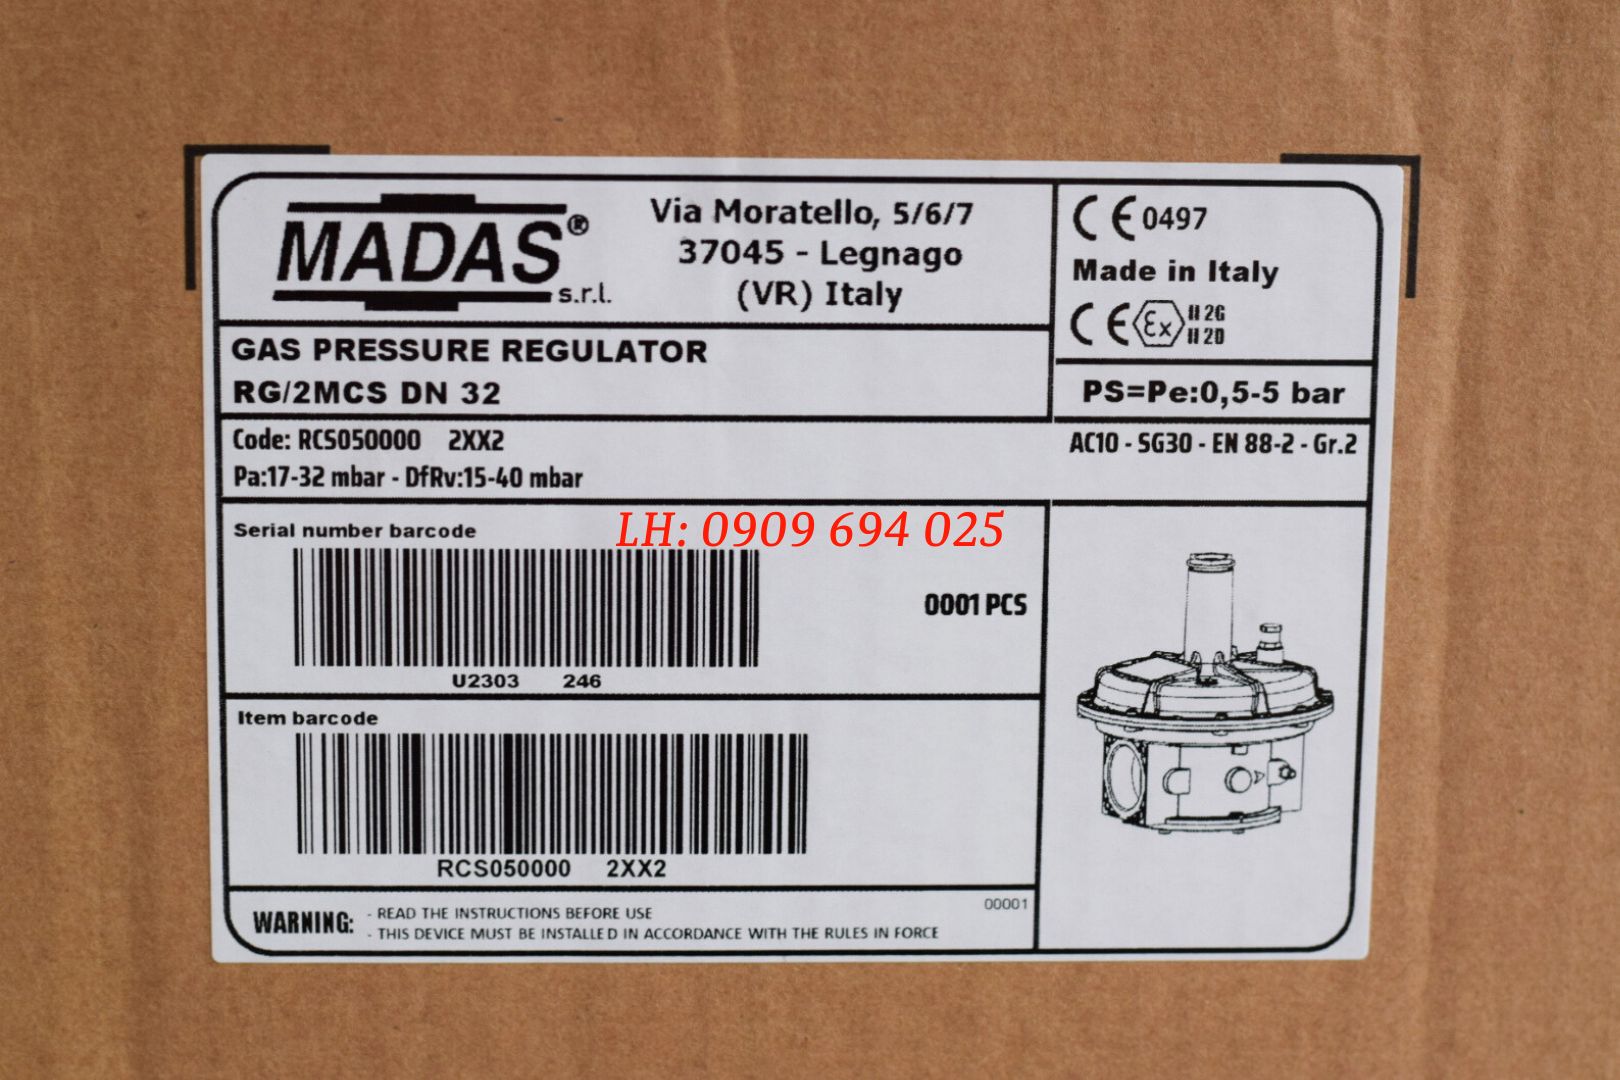 MADAS®
s.r.l.
Via Moratello, 5/6/7
37045 - Legnago
(VR) Italy
CE 0497
Made in Italy
CE Ex II 2G
II 2D
GAS PRESSURE REGULATOR
RG/2MCS DN 32
PS=Pe:0,5-5 bar
Code: RCS050000 2XX2
AC10 - SG30 - EN 88-2 - Gr.2
Pa:17-32 mbar - DfRv:15-40 mbar
Serial number barcode
LH: 0909 694 025
0001 PCS
U2303 246
Item barcode
RCS050000 2XX2
WARNING:
- READ THE INSTRUCTIONS BEFORE USE
- THIS DEVICE MUST BE INSTALLED IN ACCORDANCE WITH THE RULES IN FORCE
00001